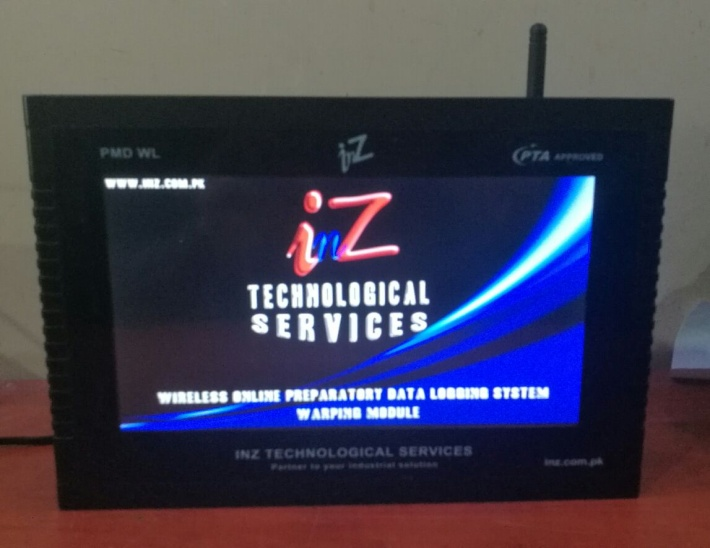 PMD WL
inZ
PTA APPROVED
WWW.INZ.COM.PK
inZ
TECHNOLOGICAL
SERVICES
WIRELESS ONLINE PREPARATORY DATA LOGGING SYSTEM
WARPING MODULE
INZ TECHNOLOGICAL SERVICES
Partner to your industrial solution
inz.com.pk